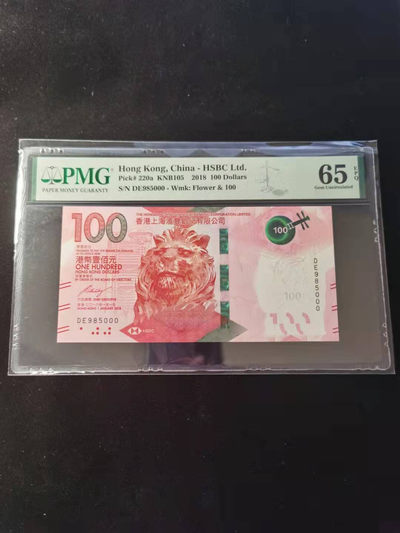 PMG
PAPER MONEY GUARANTY
Hong Kong, China - HSBC Ltd.
Pick# 220a KNB105 2018 100 Dollars
S/N DE985000 - Wmk: Flower & 100
65 EPQ
Gem Uncirculated
100
香港上海滙豐銀行有限公司
港幣壹佰元
ONE HUNDRED
HONG KONG DOLLARS
100
DE985000
100
HSBC
DE985000